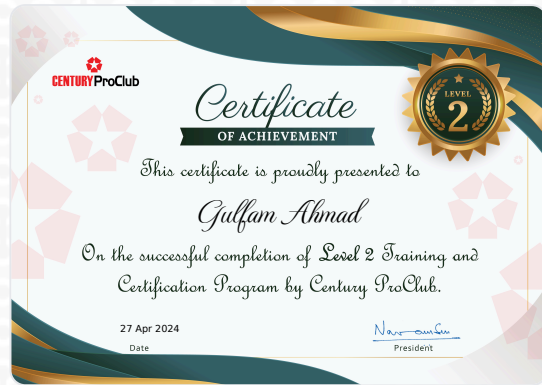 CENTURY ProClub
Certificate
OF ACHIEVEMENT
LEVEL
2
This certificate is proudly presented to
Gulfam Ahmad
On the successful completion of Level 2 Training and
Certification Program by Century ProClub.
27 Apr 2024
Date
President